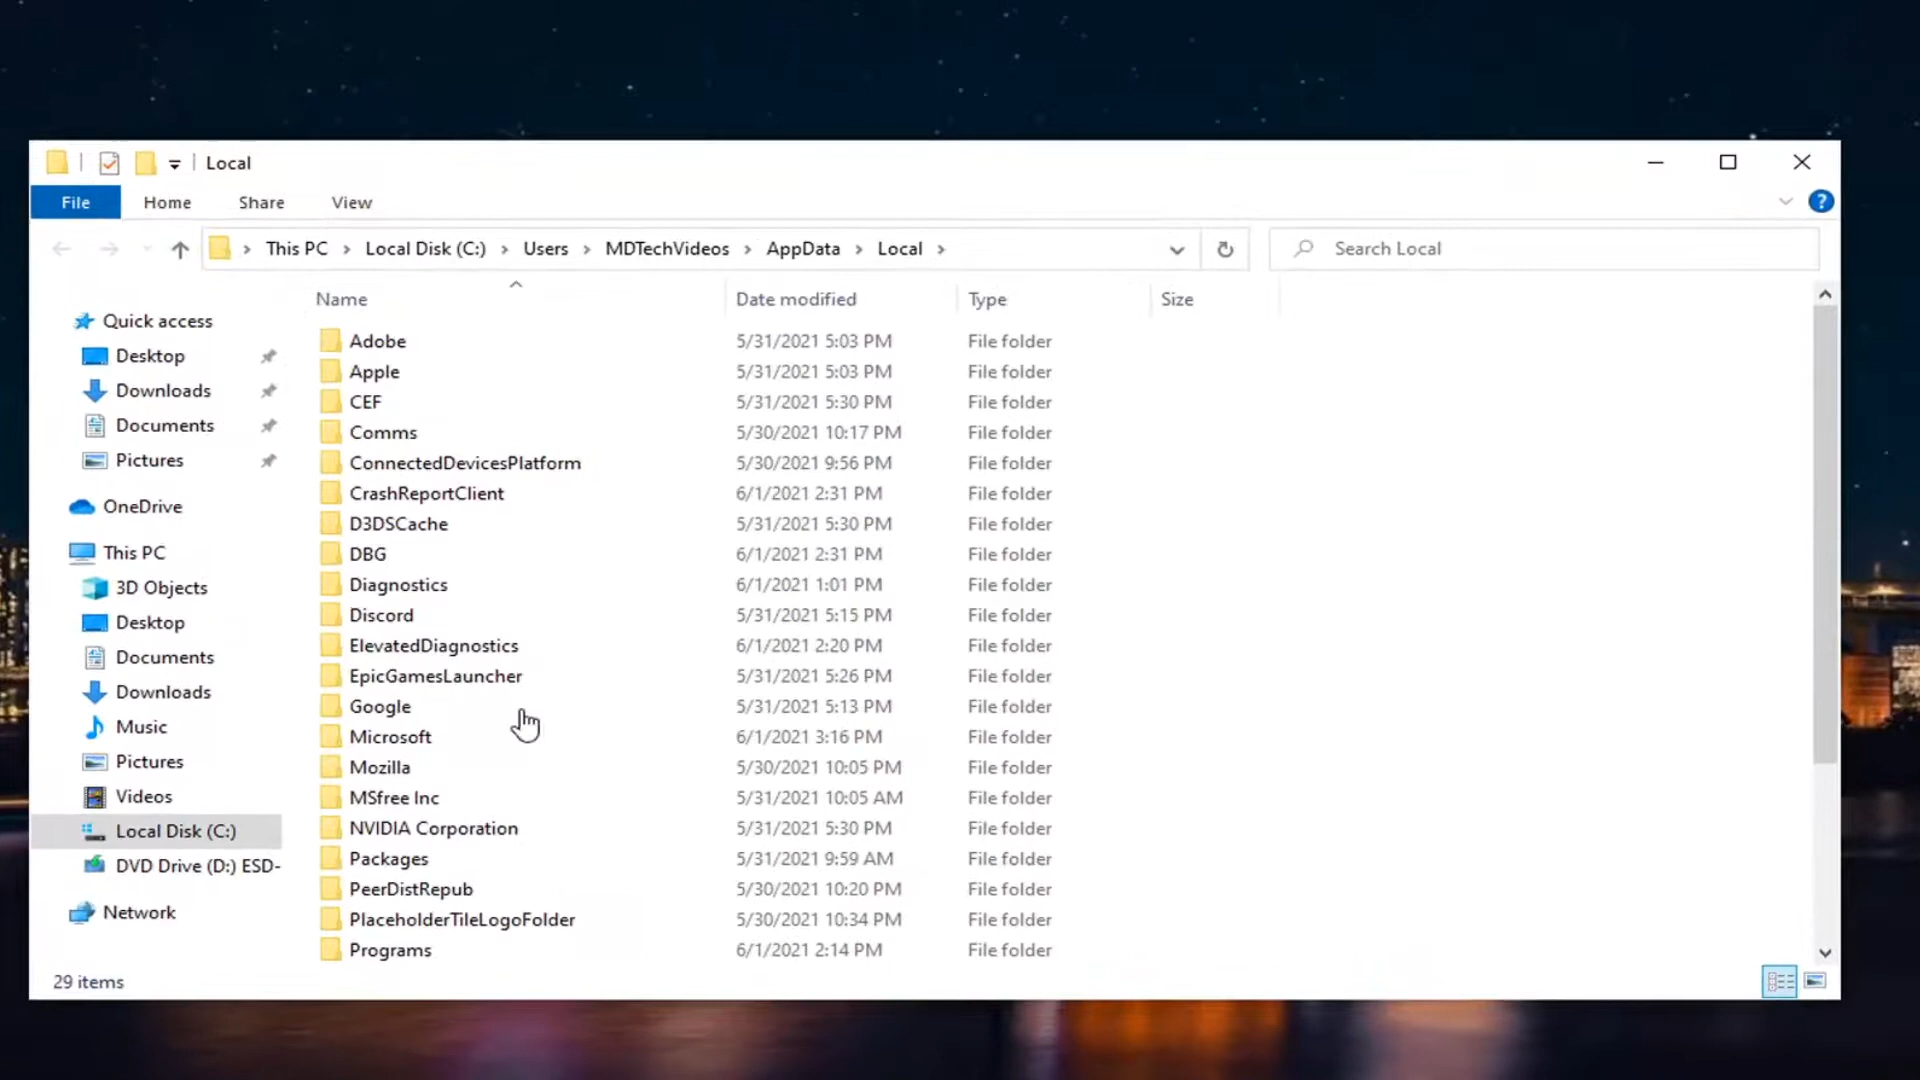 Local
File Home Share View
This PC Local Disk (C:) Users MDTechVideos AppData Local
Search Local
Name Date modified Type Size
Quick access
Desktop
Downloads
Documents
Pictures
OneDrive
This PC
3D Objects
Desktop
Documents
Downloads
Music
Pictures
Videos
Local Disk (C:)
DVD Drive (D:) ESD-
Network
Adobe 5/31/2021 5:03 PM File folder
Apple 5/31/2021 5:03 PM File folder
CEF 5/31/2021 5:30 PM File folder
Comms 5/30/2021 10:17 PM File folder
ConnectedDevicesPlatform 5/30/2021 9:56 PM File folder
CrashReportClient 6/1/2021 2:31 PM File folder
D3DSCache 5/31/2021 5:30 PM File folder
DBG 6/1/2021 2:31 PM File folder
Diagnostics 6/1/2021 1:01 PM File folder
Discord 5/31/2021 5:15 PM File folder
ElevatedDiagnostics 6/1/2021 2:20 PM File folder
EpicGamesLauncher 5/31/2021 5:26 PM File folder
Google 5/31/2021 5:13 PM File folder
Microsoft 6/1/2021 3:16 PM File folder
Mozilla 5/30/2021 10:05 PM File folder
MSfree Inc 5/31/2021 10:05 AM File folder
NVIDIA Corporation 5/31/2021 5:30 PM File folder
Packages 5/31/2021 9:59 AM File folder
PeerDistRepub 5/30/2021 10:20 PM File folder
PlaceholderTileLogoFolder 5/30/2021 10:34 PM File folder
Programs 6/1/2021 2:14 PM File folder
29 items